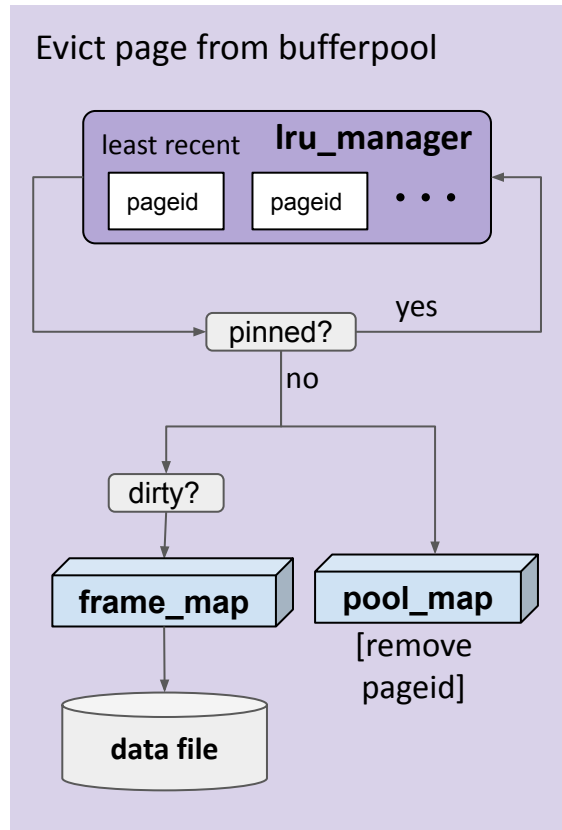 Evict page from bufferpool
lru_manager
least recent
pageid
pageid
• • •
pinned?
yes
no
dirty?
frame_map
pool_map
[remove
pageid]
data file